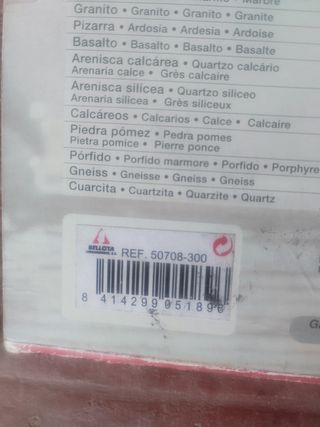 Granito • Granito • Granito • Granite
Pizarra • Ardosia • Ardesia • Ardoise
Basalto • Basalto • Basalto • Basalte
Arenisca calcárea • Quartzo calcário
Arenaria calce • Grès calcaire
Arenisca silícea • Quartzo siliceo
Arenaria silicea • Grès siliceux
Calcáreos • Calcarios • Calce • Calcaire
Piedra pómez • Pedra pomes
Pietra pomice • Pierre ponce
Pórfido • Porfido marmore • Porfido • Porphyre
Gneiss • Gneisse • Gneiss • Gneiss
Cuarcita • Cuartzita • Quarzite • Quartz
BELLOTA
REF. 50708-300
8 414299 051896